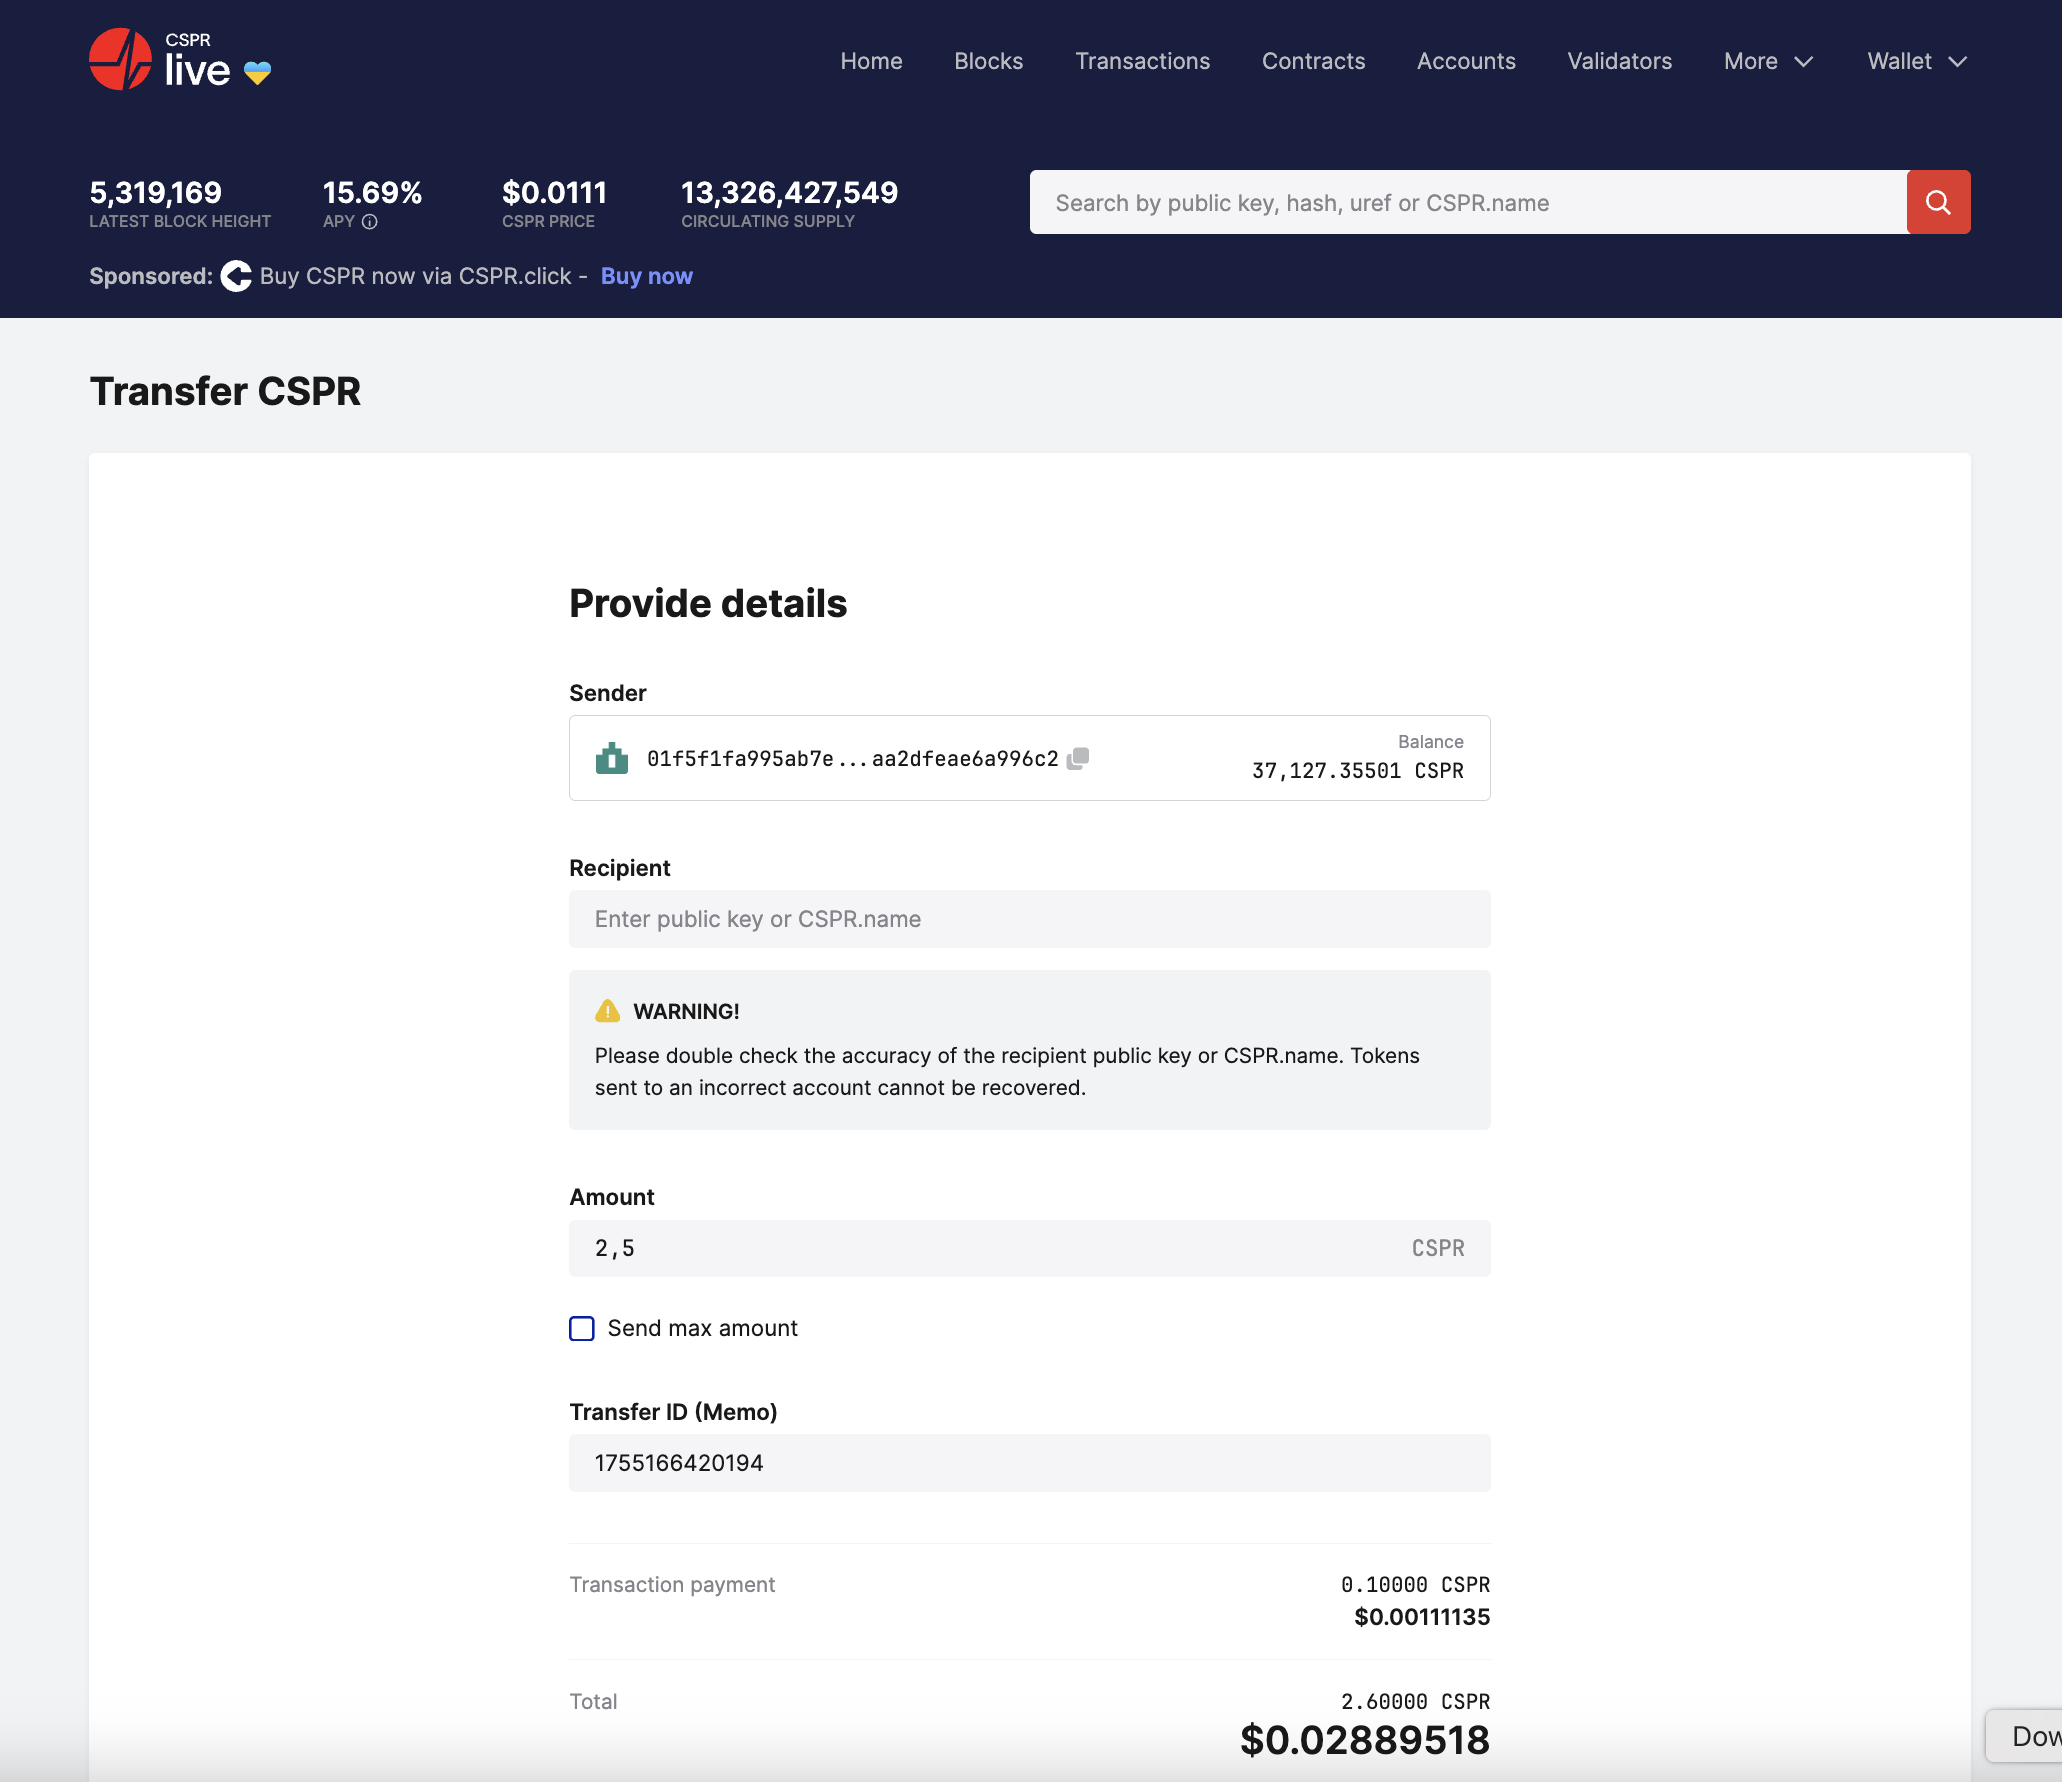 CSPR
live
Home Blocks Transactions Contracts Accounts Validators More Wallet
5,319,169 15.69% $0.0111 13,326,427,549
LATEST BLOCK HEIGHT APY CSPR PRICE CIRCULATING SUPPLY
Search by public key, hash, uref or CSPR.name
Sponsored: Buy CSPR now via CSPR.click - Buy now
Transfer CSPR
Provide details
Sender
01f5f1fa995ab7e...aa2dfeae6a996c2
Balance
37,127.35501 CSPR
Recipient
Enter public key or CSPR.name
WARNING!
Please double check the accuracy of the recipient public key or CSPR.name. Tokens
sent to an incorrect account cannot be recovered.
Amount
2,5 CSPR
Send max amount
Transfer ID (Memo)
1755166420194
Transaction payment 0.10000 CSPR
$0.00111135
Total 2.60000 CSPR
$0.02889518